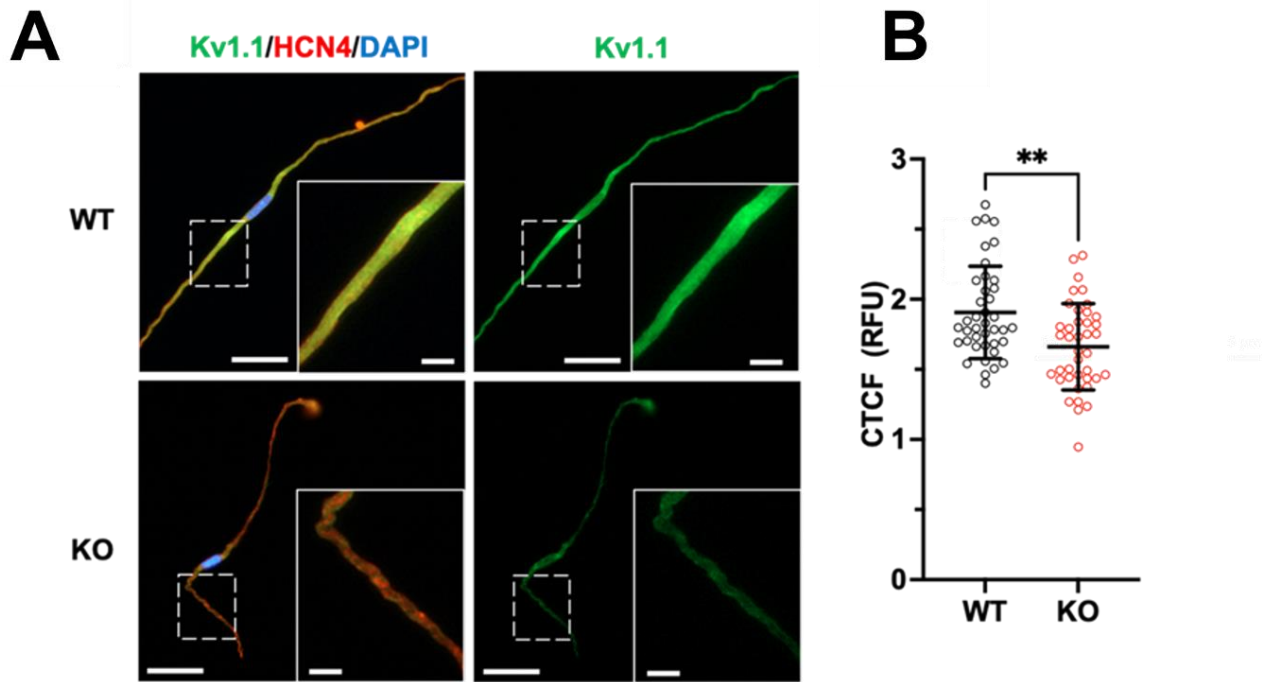 A
B
Kv1.1/HCN4/DAPI
Kv1.1
WT
KO
**
3
2
1
0
CTCF (RFU)
WT
KO